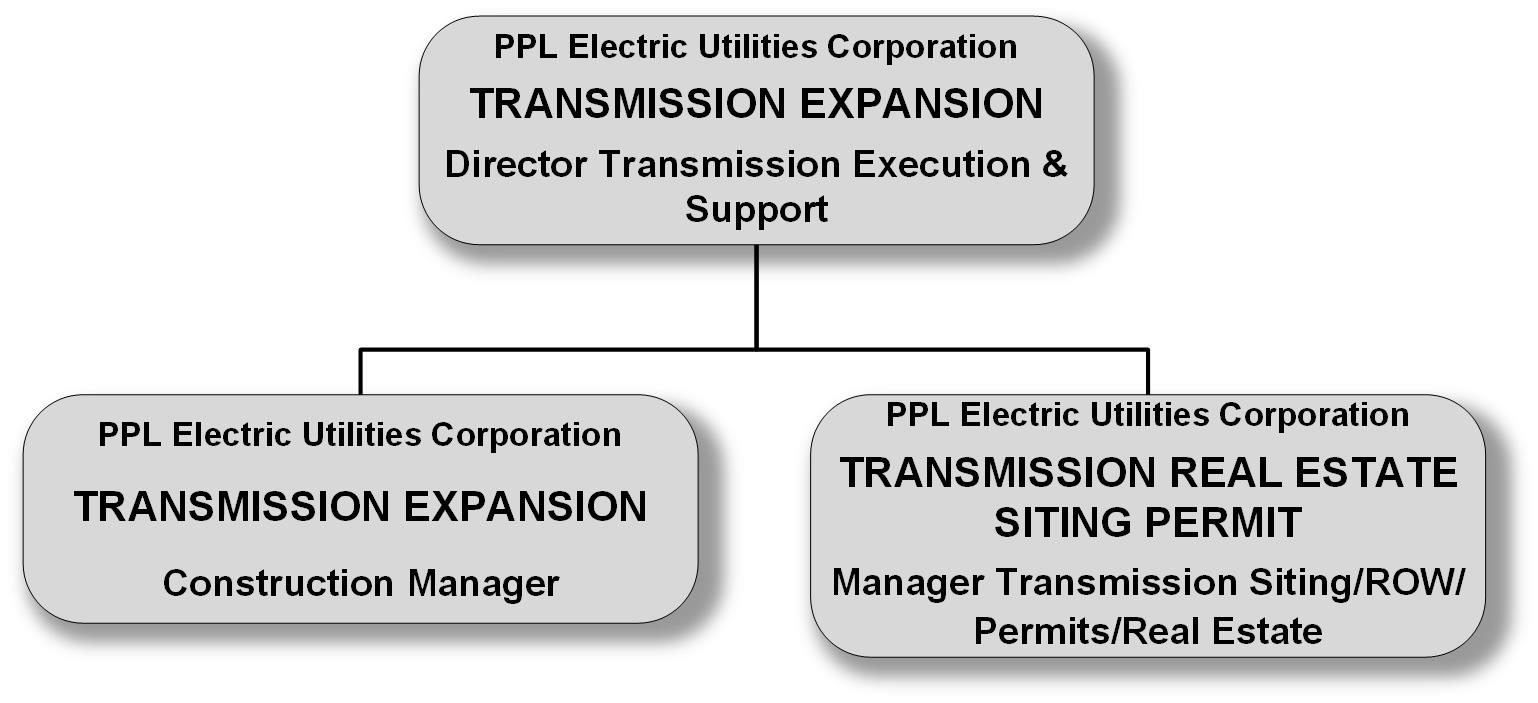 PPL Electric Utilities Corporation
TRANSMISSION EXPANSION
Director Transmission Execution &
Support
PPL Electric Utilities Corporation
TRANSMISSION EXPANSION
Construction Manager
PPL Electric Utilities Corporation
TRANSMISSION REAL ESTATE
SITING PERMIT
Manager Transmission Siting/ROW/
Permits/Real Estate